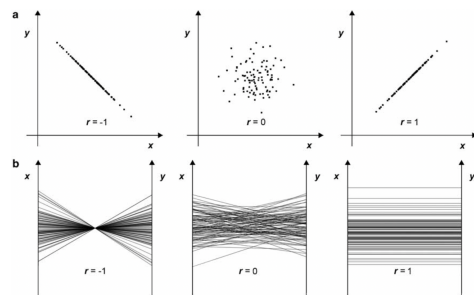 a
y y y
r = -1 r = 0 r = 1
x x x
b
x y x y x y
r = -1 r = 0 r = 1